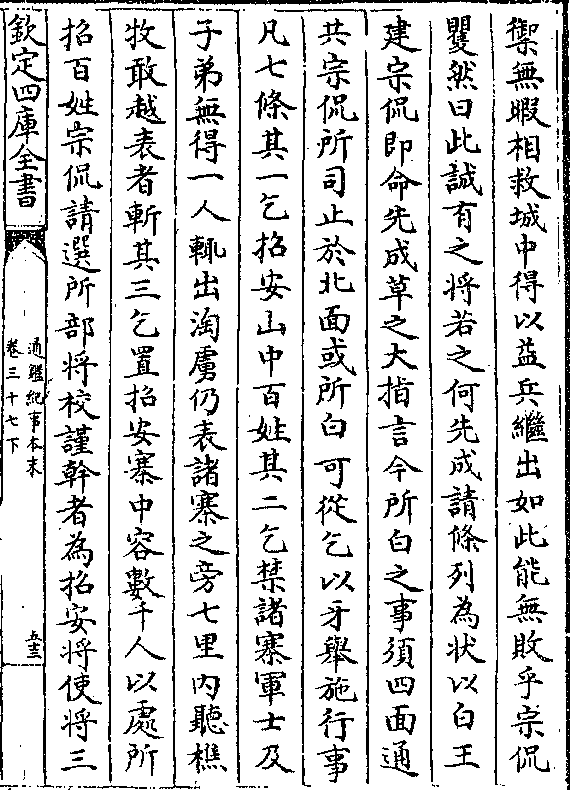 禦無暇相救城中得以益兵繼出如此能無敗乎宗侃
矍然曰此誠有之將若之何先成請條列為狀以白王
建宗侃即命先成草之大指言今所白之事須四面通
共宗侃所司止於北面或所白可從乞以牙舉施行事
凡七條其一乞招安山中百姓其二乞禁諸寨軍士及
子弟無得一人輒出淘虜仍表諸寨之旁七里內聽樵
牧敢越表者斬其三乞置招安寨中容數千人以處所
招百姓宗侃請選所部將校謹幹者為招安將使將三
欽定四庫全書
通鑑紀事本末
卷三十七下
五十三